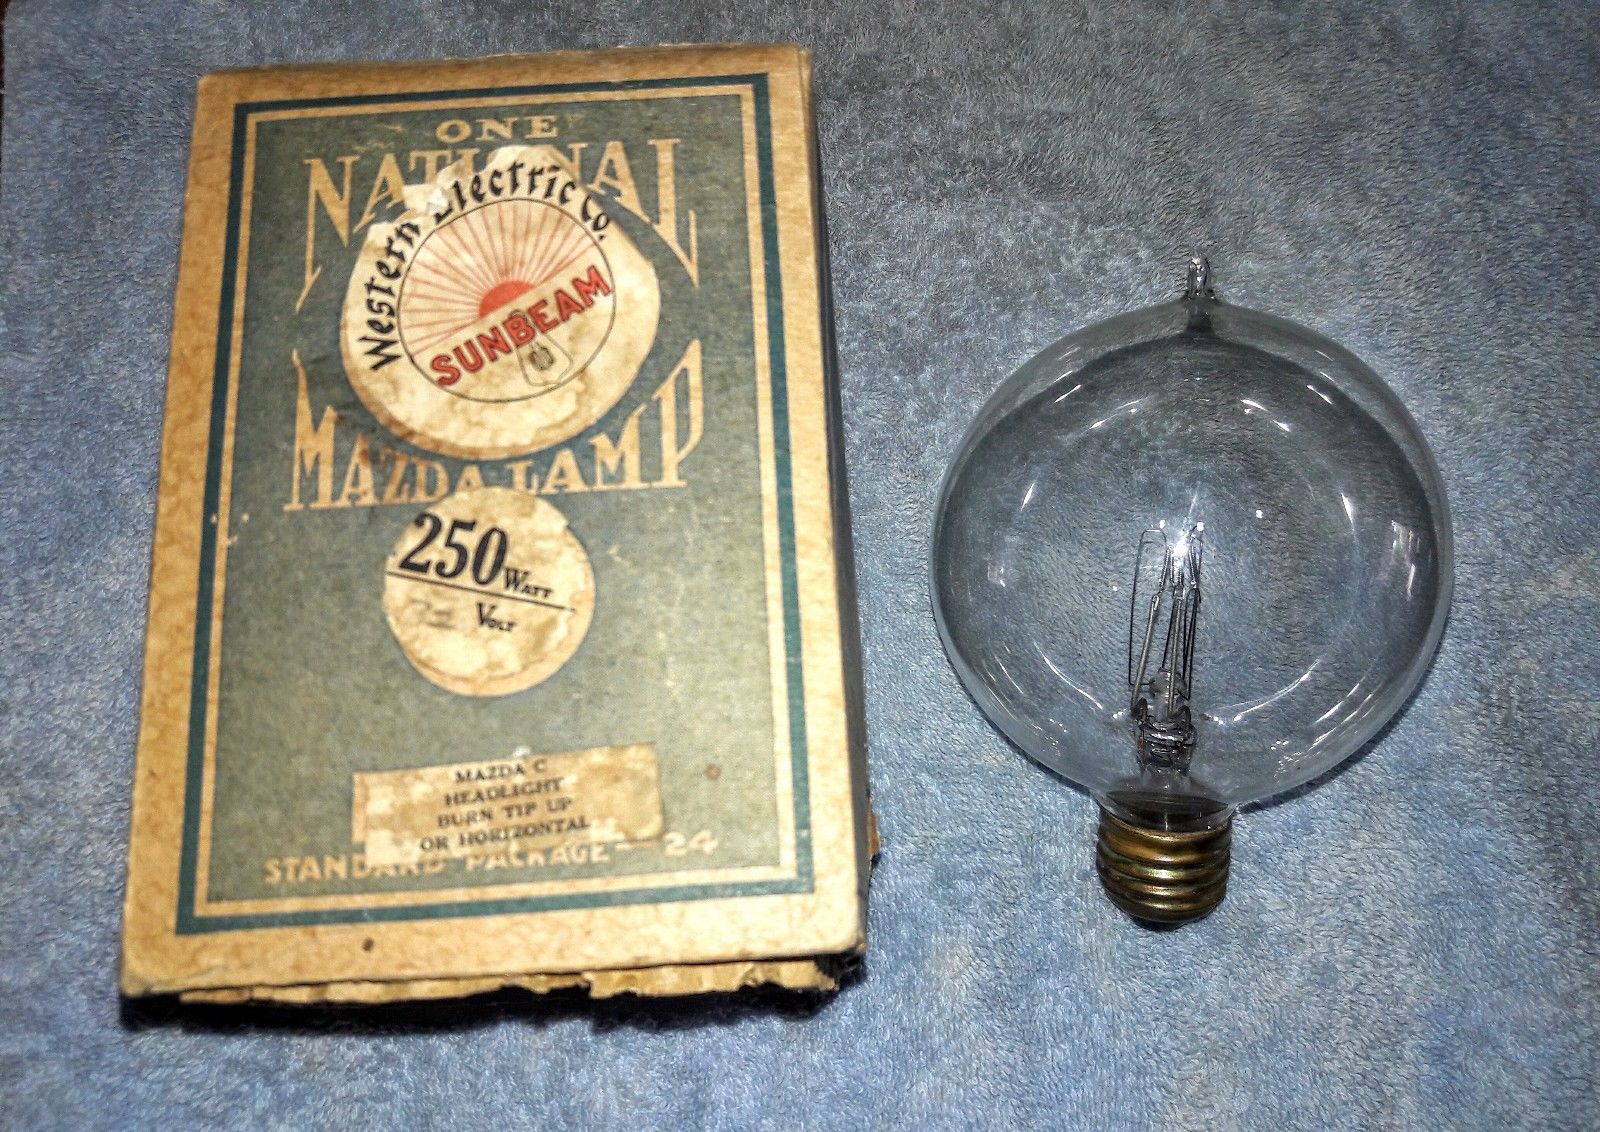 ONE
NATIONAL
Western Electric Co.
SUNBEAM
MAZDA LAMP
250 WATT
VOLT
MAZDA C
HEADLIGHT
BURN TIP UP
OR HORIZONTAL
STANDARD PACKAGE—24